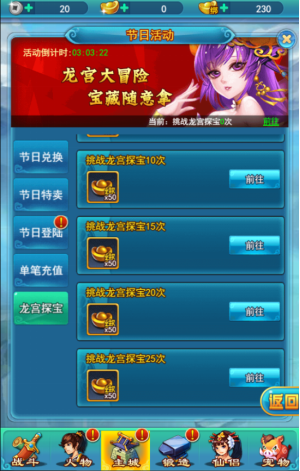 20
0
绑
230
节日活动
活动倒计时:03:03:22
龙宫大冒险
宝藏随意拿
当前: 挑战龙宫探宝0次
前往
节日兑换
节日特卖
节日登陆
单笔充值
龙宫探宝
x50
挑战龙宫探宝10次
x50
前往
挑战龙宫探宝15次
x50
前往
挑战龙宫探宝20次
x50
前往
挑战龙宫探宝25次
前往
返回
战斗
人物
主城
锻造
仙侣
宠物